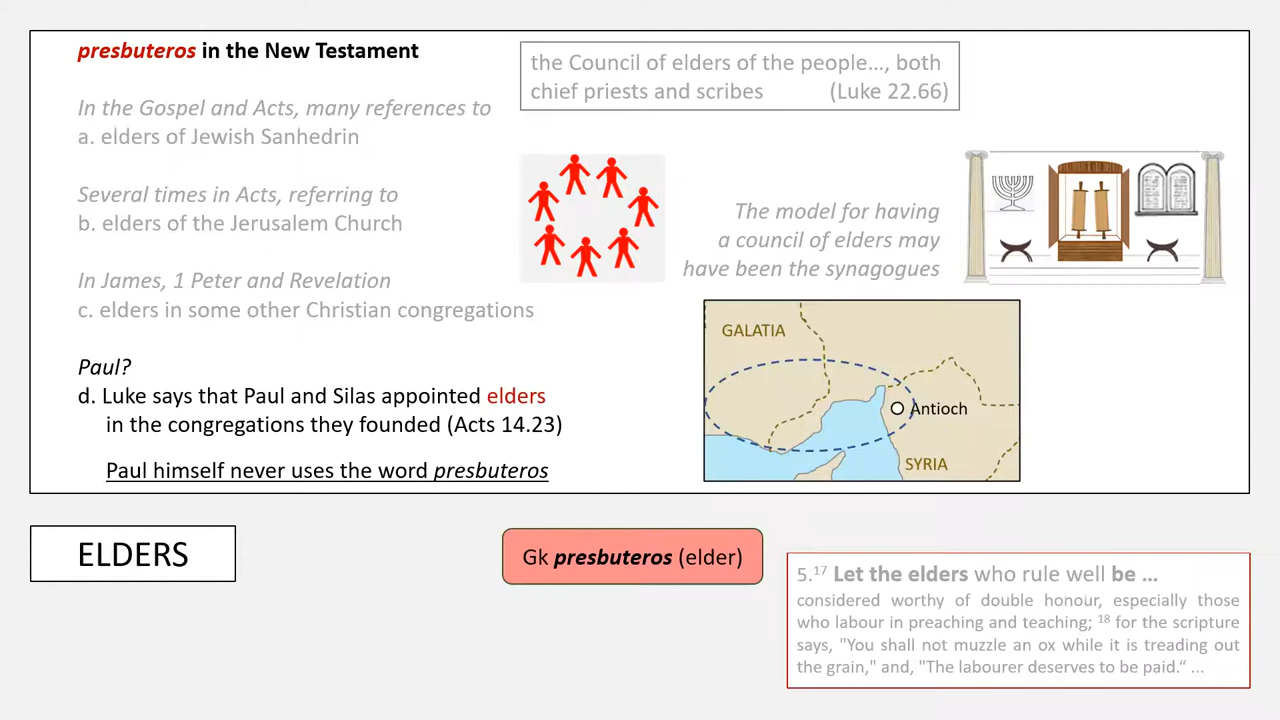 presbuteros in the New Testament
In the Gospel and Acts, many references to
a. elders of Jewish Sanhedrin
Several times in Acts, referring to
b. elders of the Jerusalem Church
In James, 1 Peter and Revelation
c. elders in some other Christian congregations
Paul?
d. Luke says that Paul and Silas appointed elders
in the congregations they founded (Acts 14.23)
Paul himself never uses the word presbuteros
the Council of elders of the people…, both
chief priests and scribes (Luke 22.66)
The model for having
a council of elders may
have been the synagogues
GALATIA
Antioch
SYRIA
ELDERS
Gk presbuteros (elder)
5.17 Let the elders who rule well be …
considered worthy of double honour, especially those
who labour in preaching and teaching; 18 for the scripture
says, "You shall not muzzle an ox while it is treading out
the grain," and, "The labourer deserves to be paid.“ ...